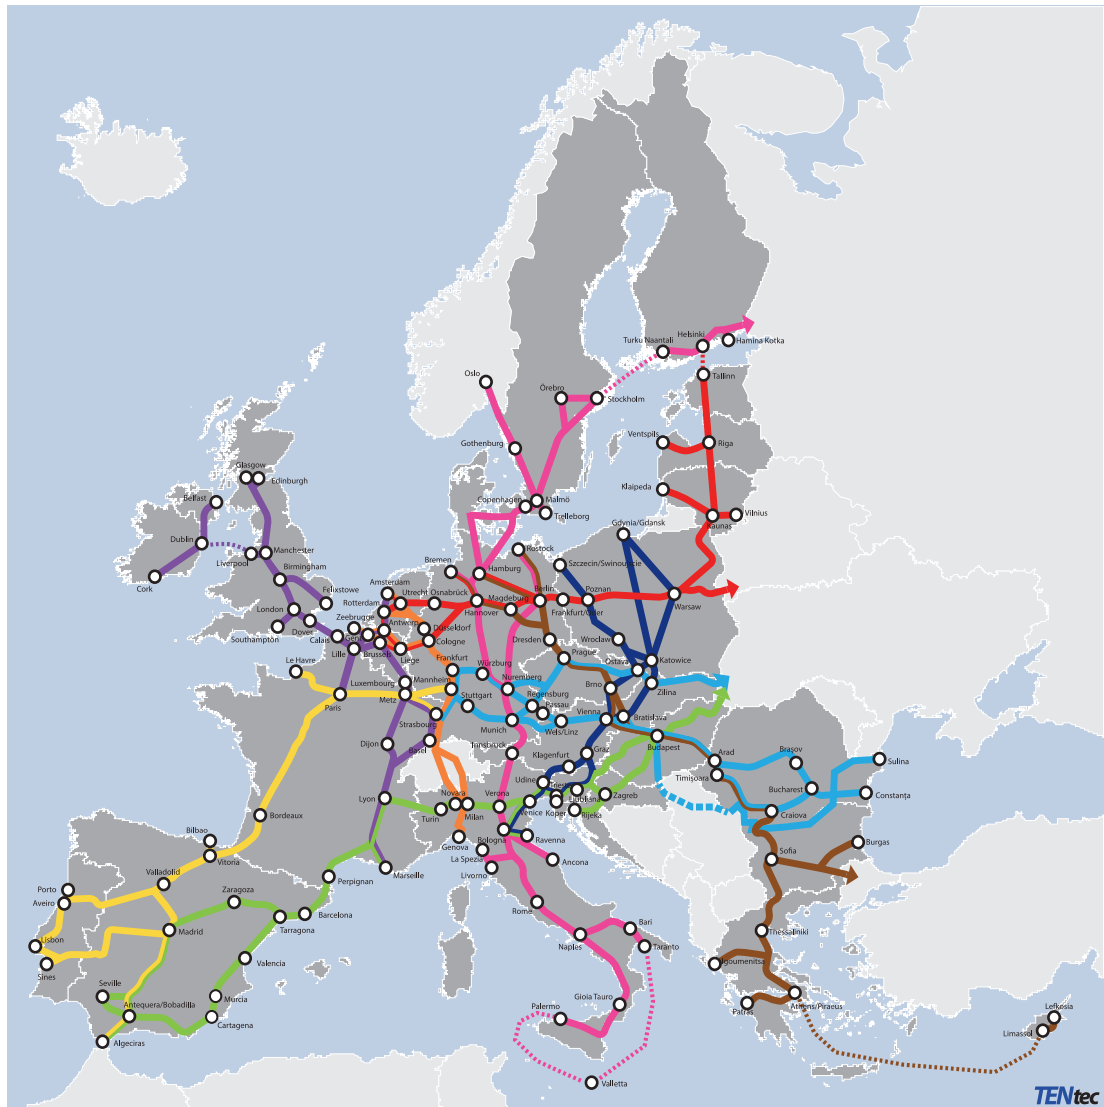 Helsinki
Turku Naantali
Hamina Kotka
Oslo
Tallinn
Örebro
Stockholm
Ventspils
Riga
Gothenburg
Glasgow
Edinburgh
Klaipeda
Belfast
Copenhagen
Malmö
Trelleborg
Kaunas
Vilnius
Gdynia/Gdansk
Dublin
Liverpool
Manchester
Rostock
Bremen
Szczecin/Swinoujscie
Birmingham
Hamburg
Cork
Amsterdam
Felixstowe
Utrecht
Osnabrück
Magdeburg
Berlin
Poznan
Warsaw
London
Rotterdam
Hannover
Frankfurt/Oder
Zeebrugge
Antwerp
Düsseldorf
Southampton
Dover
Calais
Cologne
Dresden
Wroclaw
Lille
Brussels
Liege
Prague
Le Havre
Frankfurt
Würzburg
Ostava
Katowice
Luxembourg
Mannheim
Nuremberg
Brno
Zilina
Paris
Metz
Stuttgart
Regensburg
Passau
Strasbourg
Vienna
Bratislava
Munich
Wels/Linz
Dijon
Basel
Innsbruck
Graz
Budapest
Klagenfurt
Arad
Braşov
Sulina
Udine
Trieste
Timişoara
Lyon
Novara
Verona
Ljubljana
Zagreb
Bucharest
Constanţa
Turin
Milan
Venice
Koper
Rijeka
Craiova
Bordeaux
Bilbao
Genova
Bologna
Ravenna
Burgas
Vitoria
La Spezia
Ancona
Sofia
Valladolid
Marseille
Livorno
Perpignan
Porto
Aveiro
Zaragoza
Barcelona
Rome
Tarragona
Madrid
Bari
Thessaliniki
Lisbon
Naples
Taranto
Valencia
Igoumenitsa
Sines
Seville
Murcia
Antequera/Bobadilla
Gioia Tauro
Palermo
Patras
Athens/Piraeus
Lefkosia
Cartagena
Limassol
Algeciras
Valletta
TENtec